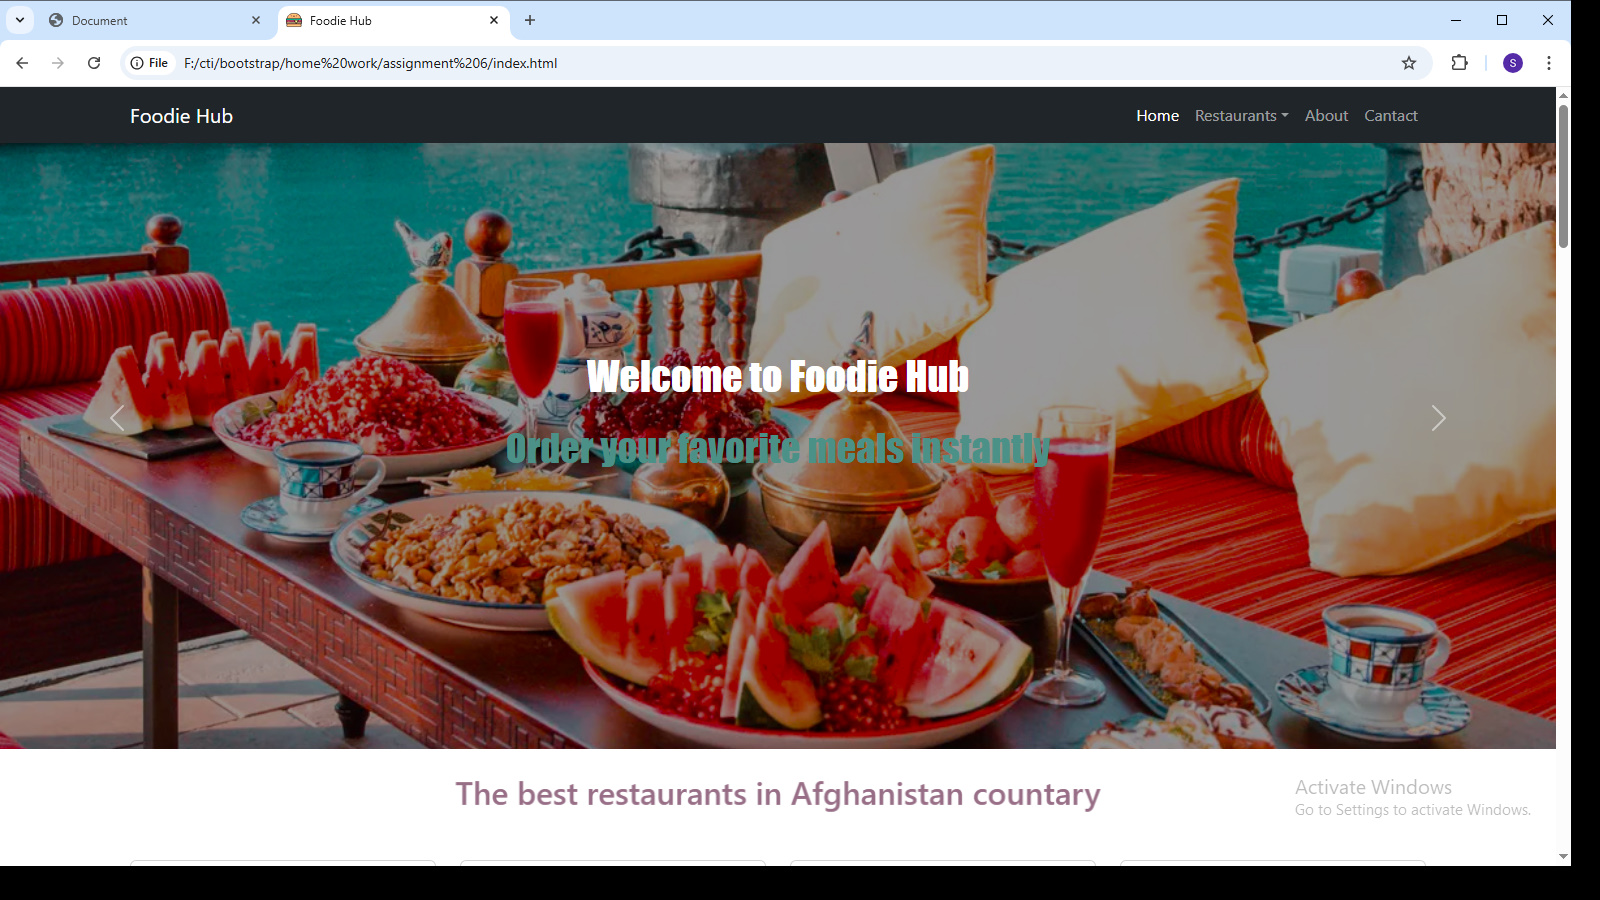 Document
Foodie Hub
File
F:/cti/bootstrap/home%20work/assignment%206/index.html
S
Foodie Hub
Home Restaurants About Cantact
Welcome to Foodie Hub
Order your favorite meals Instantly
The best restaurants in Afghanistan countary
Activate Windows
Go to Settings to activate Windows.